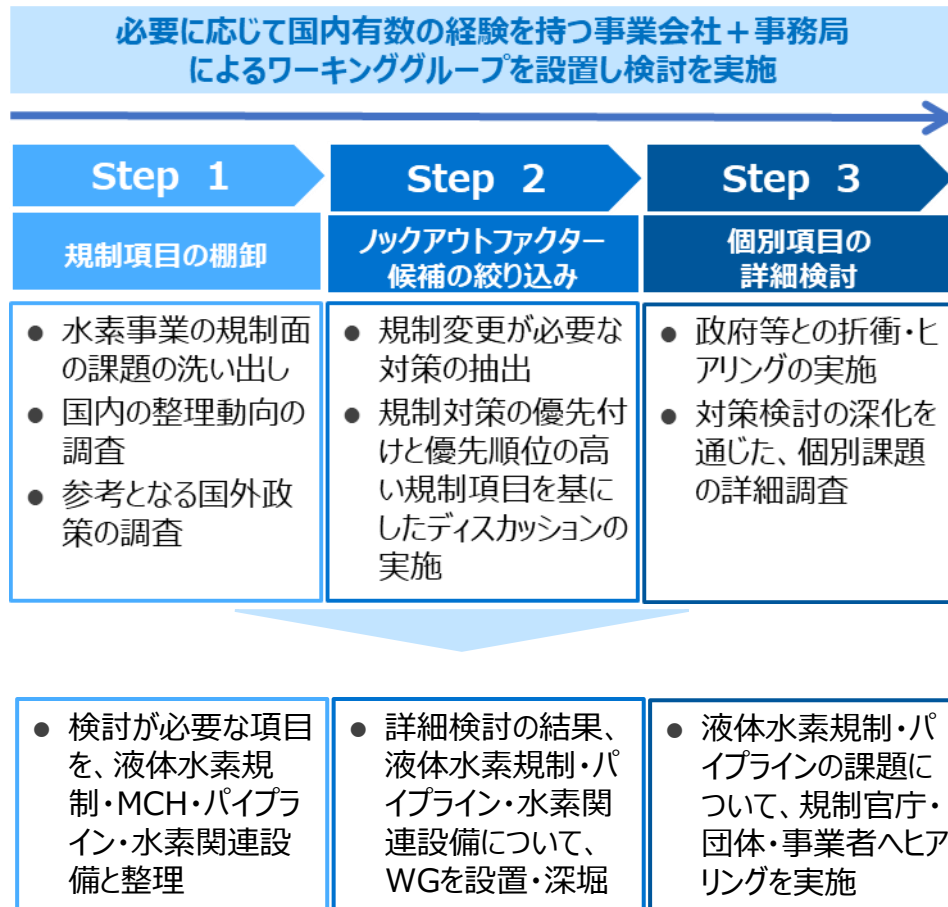 必要に応じて国内有数の経験を持つ事業会社＋事務局
によるワーキンググループを設置し検討を実施
Step 1
規制項目の棚卸
● 水素事業の規制面
の課題の洗い出し
● 国内の整理動向の
調査
● 参考となる国外政
策の調査
Step 2
ノックアウトファクター
候補の絞り込み
● 規制変更が必要な
対策の抽出
● 規制対策の優先付
けと優先順位の高
い規制項目を基に
したディスカッションの
実施
Step 3
個別項目の
詳細検討
● 政府等との折衝・ヒ
アリングの実施
● 対策検討の深化を
通じた、個別課題
の詳細調査
● 検討が必要な項目
を、液体水素規
制・MCH・パイプラ
イン・水素関連設
備と整理
● 詳細検討の結果、
液体水素規制・パ
イプライン・水素関
連設備について、
WGを設置・深堀
● 液体水素規制・パ
イプラインの課題に
ついて、規制官庁・
団体・事業者へヒア
リングを実施